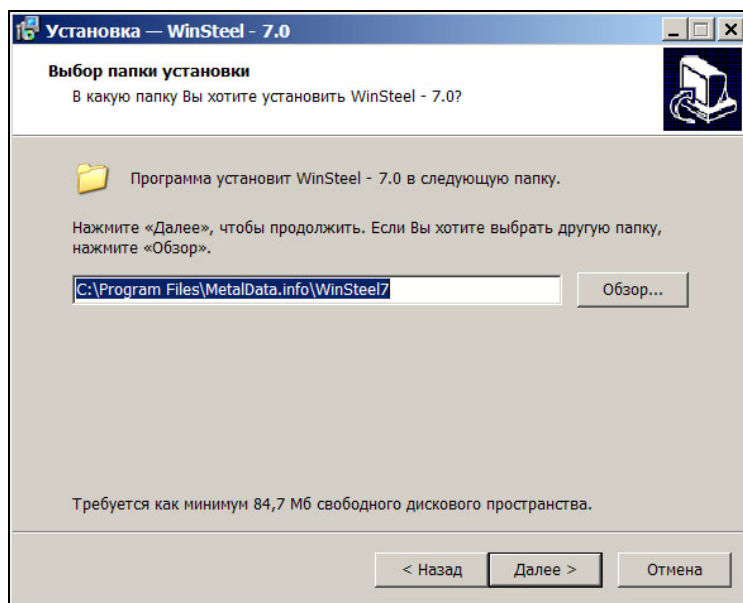 Установка — WinSteel - 7.0
Выбор папки установки
В какую папку Вы хотите установить WinSteel - 7.0?
Программа установит WinSteel - 7.0 в следующую папку.
Нажмите «Далее», чтобы продолжить. Если Вы хотите выбрать другую папку,
нажмите «Обзор».
C:\Program Files\MetalData.info\WinSteel7
Обзор...
Требуется как минимум 84,7 Мб свободного дискового пространства.
< Назад
Далее >
Отмена